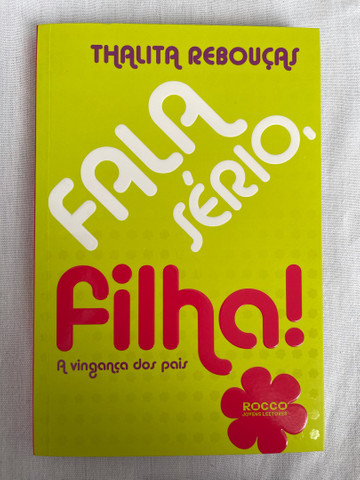 THALITA REBOUÇAS
FALA
SÉRIO,
filha!
A vingança dos pais
ROCCO
JOVENS LEITORES